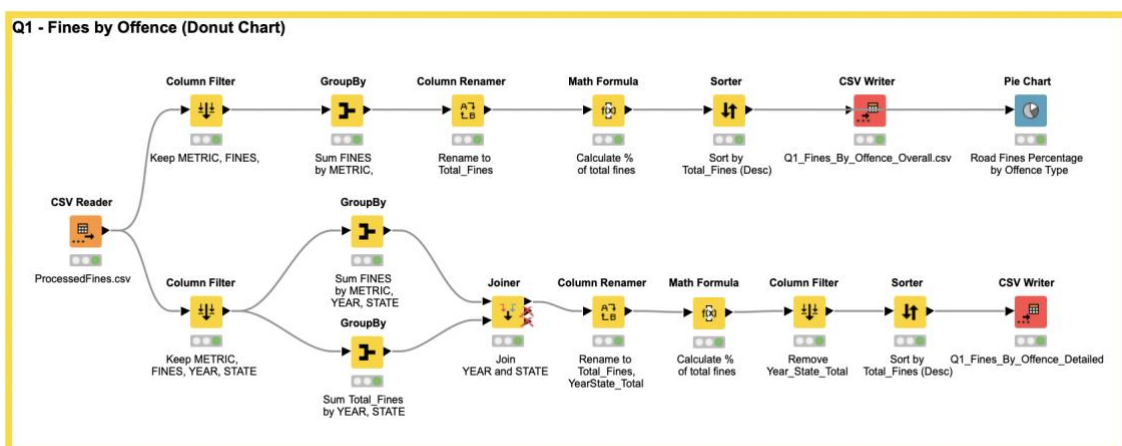 Q1 - Fines by Offence (Donut Chart)
Column Filter
GroupBy
Column Renamer
Math Formula
Sorter
CSV Writer
Pie Chart
Keep METRIC, FINES,
Sum FINES
by METRIC,
Rename to
Total_Fines
Calculate %
of total fines
Sort by
Total_Fines (Desc)
Q1_Fines_By_Offence_Overall.csv
Road Fines Percentage
by Offence Type
CSV Reader
ProcessedFines.csv
GroupBy
Sum FINES
by METRIC,
YEAR, STATE
Column Filter
Keep METRIC,
FINES, YEAR, STATE
GroupBy
Sum Total_Fines
by YEAR, STATE
Joiner
Join
YEAR and STATE
Column Renamer
Rename to
Total_Fines,
YearState_Total
Math Formula
Calculate %
of total fines
Column Filter
Remove
Year_State_Total
Sorter
Sort by
Total_Fines (Desc)
CSV Writer
Q1_Fines_By_Offence_Detailed